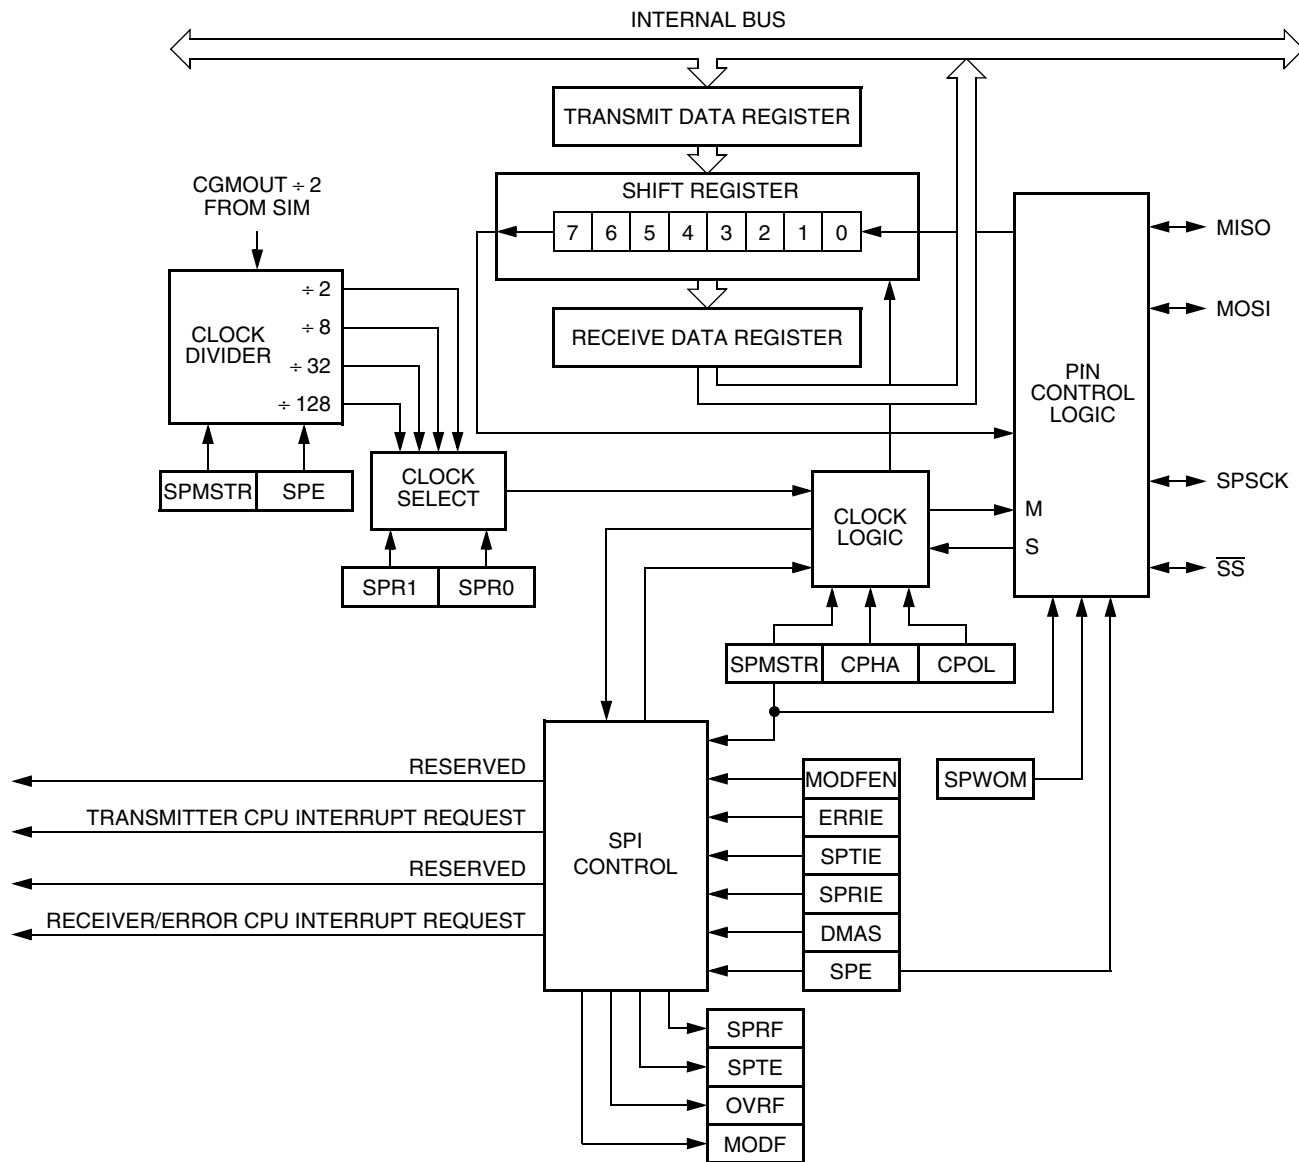 INTERNAL BUS
TRANSMIT DATA REGISTER
CGMOUT ÷ 2
FROM SIM
SHIFT REGISTER
7 6 5 4 3 2 1 0
RECEIVE DATA REGISTER
CLOCK
DIVIDER
÷ 2
÷ 8
÷ 32
÷ 128
SPMSTR SPE
CLOCK
SELECT
SPR1 SPR0
PIN
CONTROL
LOGIC
M
S
MISO
MOSI
SPSCK
SS
CLOCK
LOGIC
SPMSTR CPHA CPOL
SPWOM
RESERVED
TRANSMITTER CPU INTERRUPT REQUEST
RESERVED
RECEIVER/ERROR CPU INTERRUPT REQUEST
SPI
CONTROL
MODFEN
ERRIE
SPTIE
SPRIE
DMAS
SPE
SPRF
SPTE
OVRF
MODF